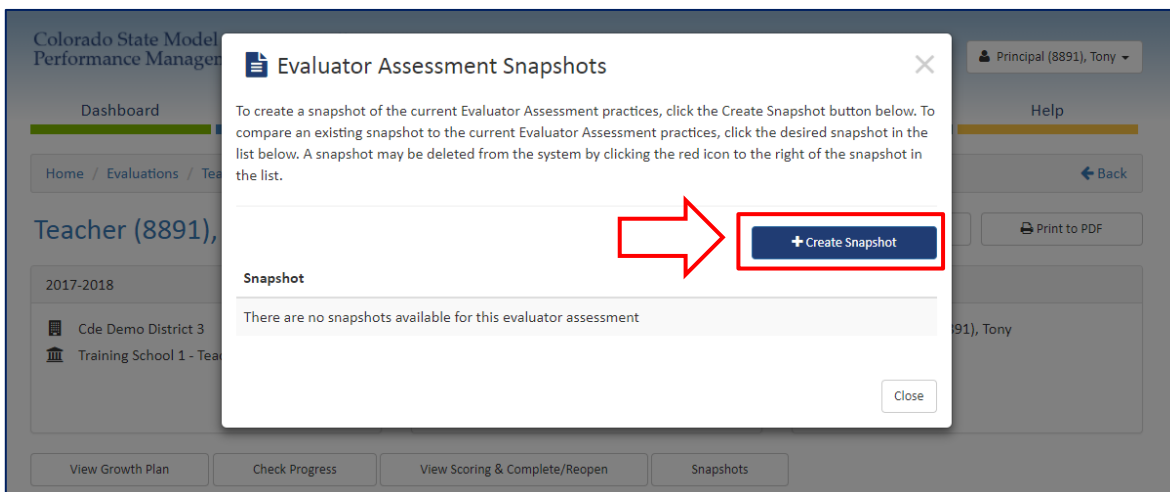 Colorado State Model
Performance Manager
Evaluator Assessment Snapshots
Principal (8891), Tony
Dashboard
Help
To create a snapshot of the current Evaluator Assessment practices, click the Create Snapshot button below. To
compare an existing snapshot to the current Evaluator Assessment practices, click the desired snapshot in the
list below. A snapshot may be deleted from the system by clicking the red icon to the right of the snapshot in
the list.
Home / Evaluations / Tea
Back
Teacher (8891),
Create Snapshot
Print to PDF
2017-2018
Snapshot
There are no snapshots available for this evaluator assessment
Cde Demo District 3
891), Tony
Training School 1 - Tea
Close
View Growth Plan
Check Progress
View Scoring & Complete/Reopen
Snapshots